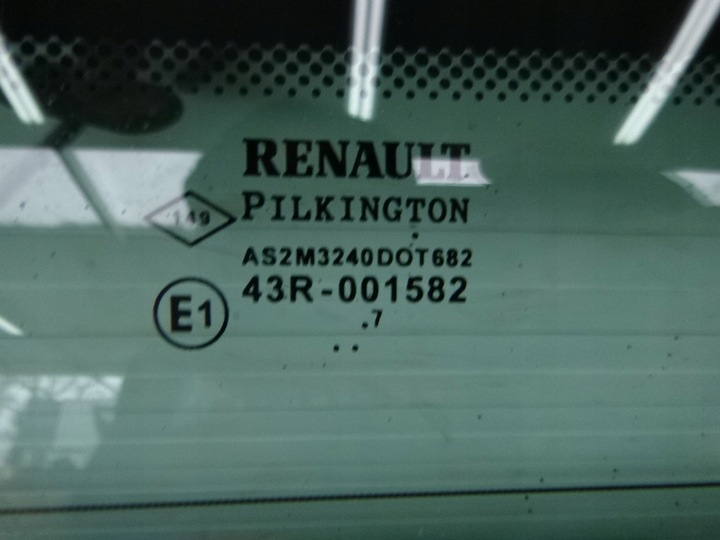 RENAULT
149 PILKINGTON
AS2M3240DOT682
E1 43R-001582
.7
. .